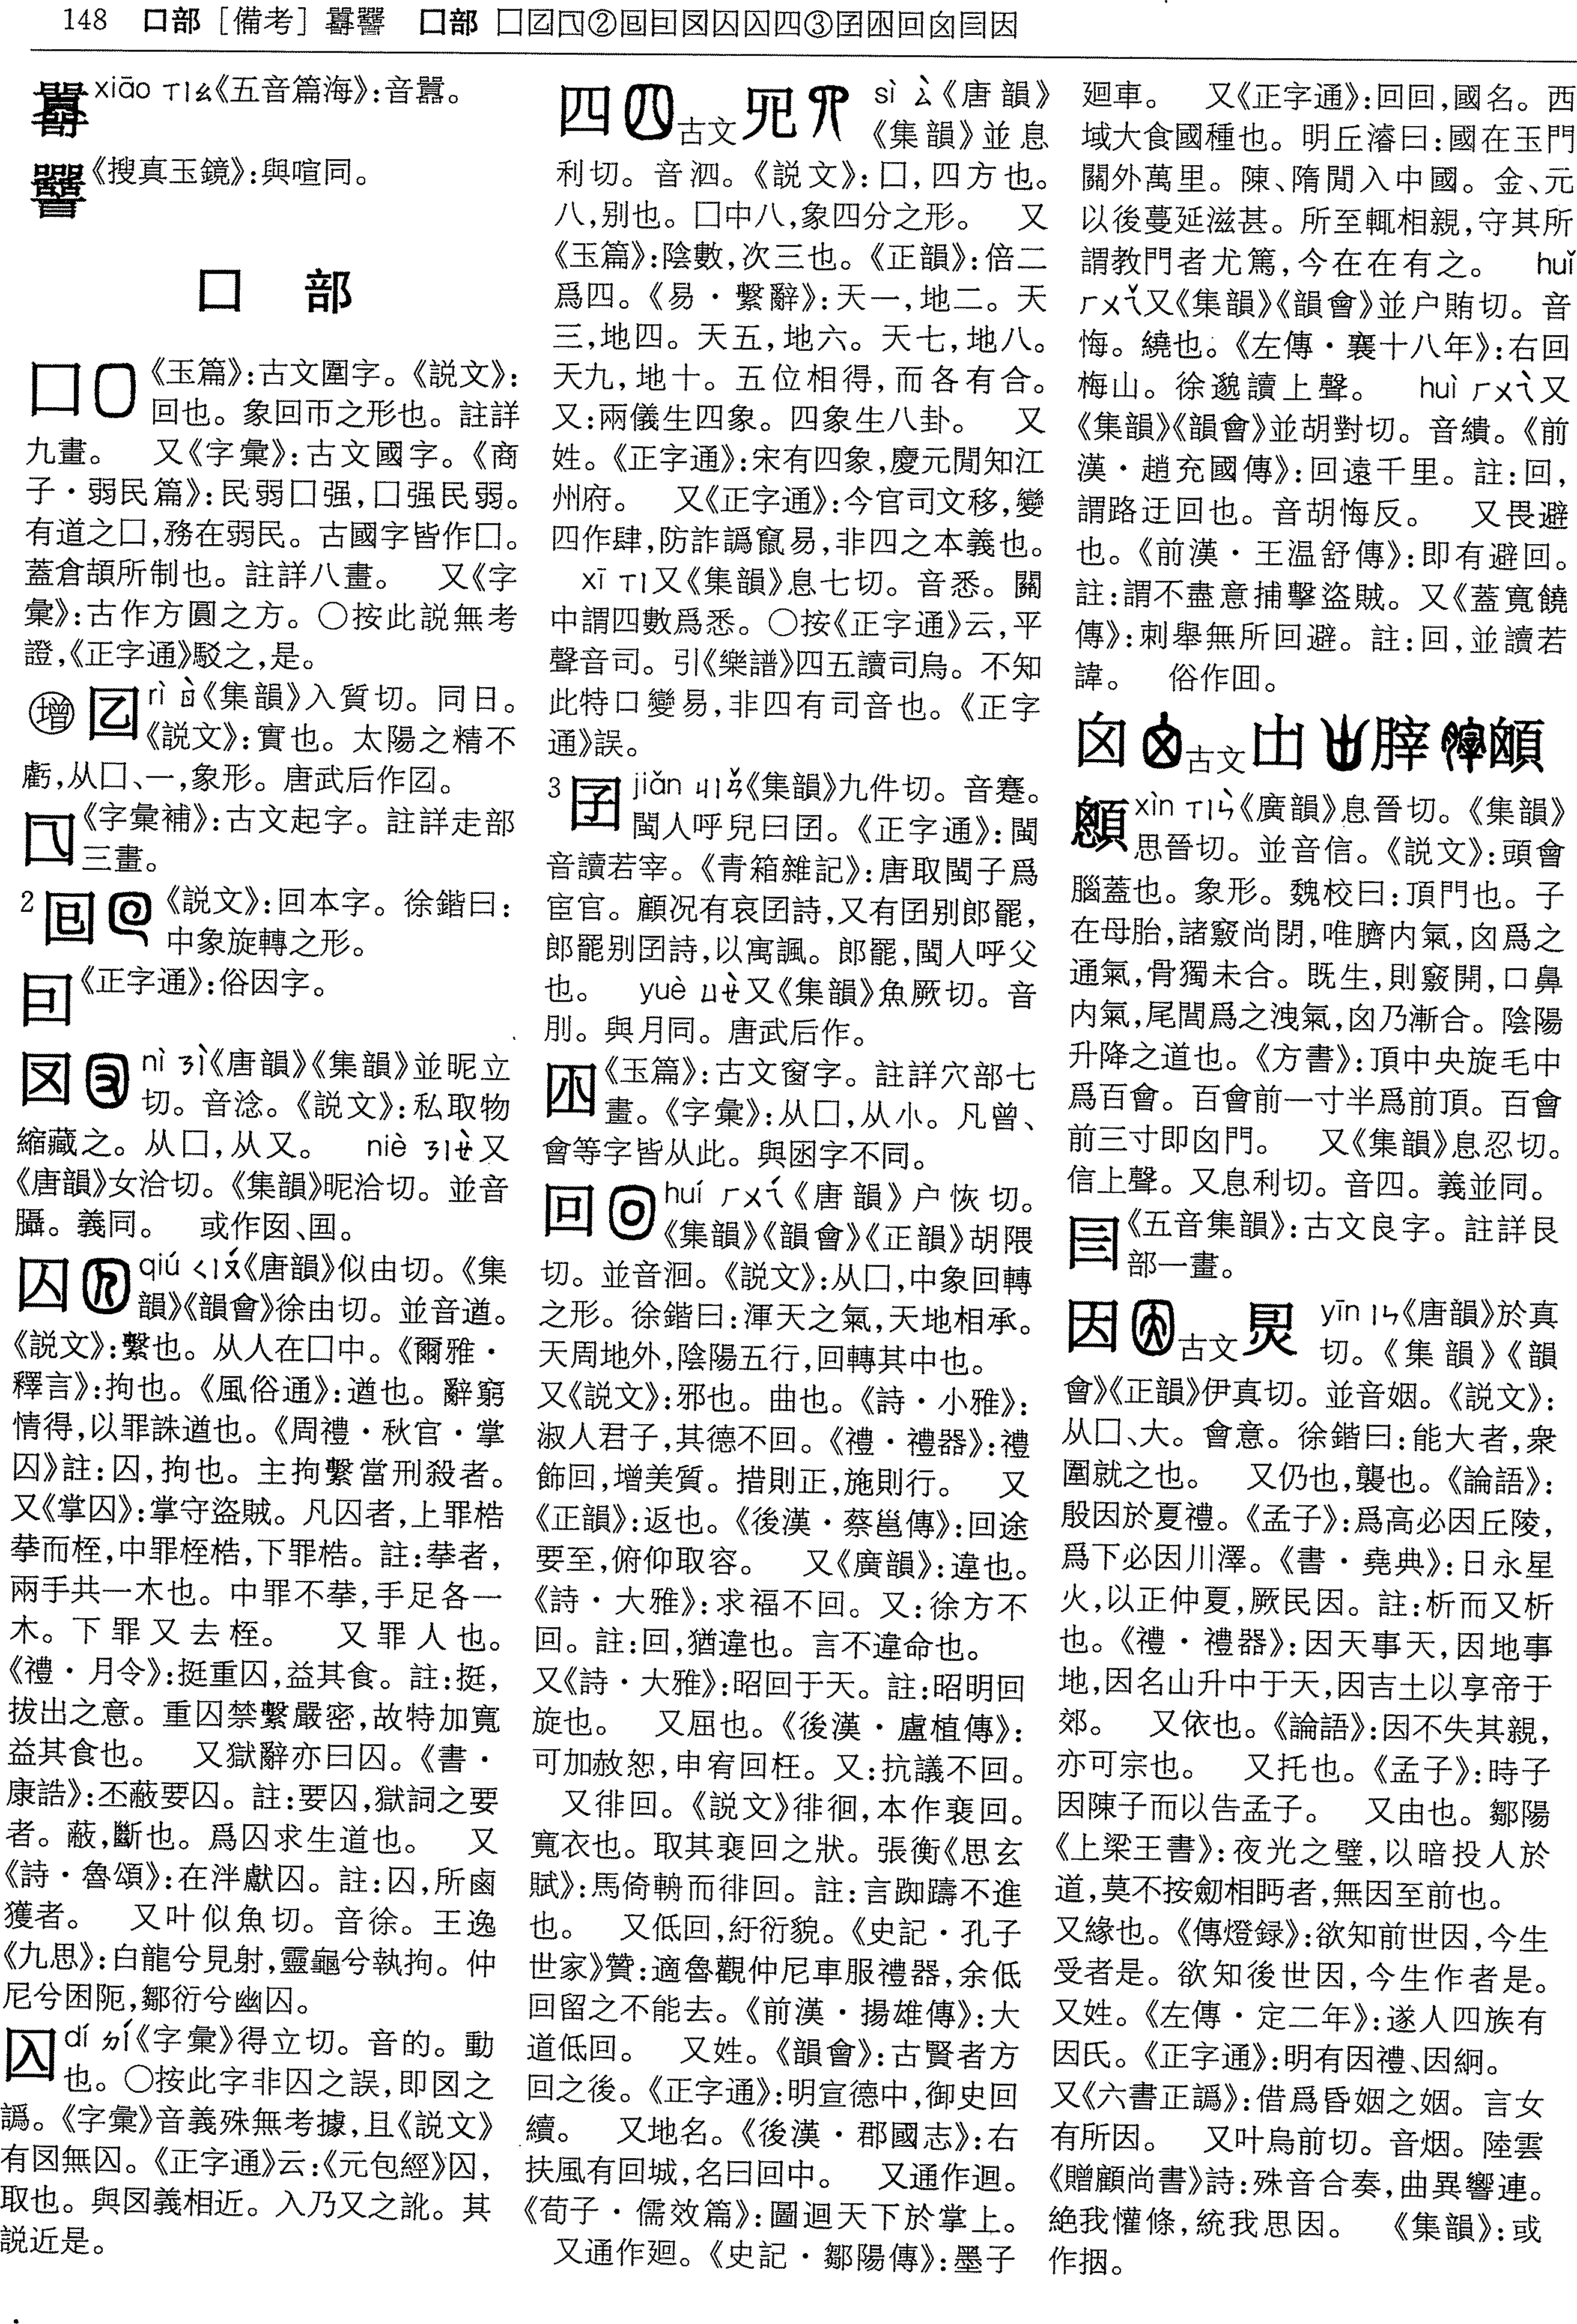 148 口部［備考］囗部 囗②四③回囟因
xiāo ㄒㄧㄠ《五音篇海》：音囂。
《搜真玉鏡》：與喧同。
囗 部
囗《玉篇》：古文圍字。《説文》：
回也。象回帀之形也。註詳
九畫。　又《字彙》：古文國字。《商
子·弱民篇》：民弱囗强，囗强民弱。
有道之囗，務在弱民。古國字皆作囗。
蓋倉頡所制也。註詳八畫。　又《字
彙》：古作方圓之方。○按此説無考
證，《正字通》駁之，是。
增 rì ㄖˋ《集韻》入質切。同日。
《説文》：實也。太陽之精不
虧，从囗、一，象形。唐武后作。
《字彙補》：古文起字。註詳走部
三畫。
2 《説文》：回本字。徐鍇曰：
中象旋轉之形。
《正字通》：俗因字。
㘝 nì ㄋㄧˋ《唐韻》《集韻》並昵立
切。音淰。《説文》：私取物
縮藏之。从囗，从又。　niè ㄋㄧㄝˋ又
《唐韻》女洽切。《集韻》昵洽切。並音
䐕。義同。　或作
囚 qiú ㄑㄧㄡˊ《唐韻》似由切。《集
韻》《韻會》徐由切。並音遒。
《説文》：繫也。从人在囗中。《爾雅·
釋言》：拘也。《風俗通》：遒也。辭窮
情得，以罪誅遒也。《周禮·秋官·掌
囚》註：囚，拘也。主拘繫當刑殺者。
又《掌囚》：掌守盜賊。凡囚者，上罪梏
拲而桎，中罪桎梏，下罪梏。註：拲者，
兩手共一木也。中罪不拲，手足各一
木。下罪又去桎。　又罪人也。
《禮·月令》：挺重囚，益其食。註：挺，
拔出之意。重囚禁繫嚴密，故特加寬
益其食也。　又獄辭亦曰囚。《書·
康誥》：丕蔽要囚。註：要囚，獄詞之要
者。蔽，斷也。爲囚求生道也。　又
《詩·魯頌》：在泮獻囚。註：囚，所鹵
獲者。　又叶似魚切。音徐。王逸
《九思》：白龍兮見射，靈龜兮執拘。仲
尼兮困阨，鄒衍兮幽囚。
㘞 dí ㄉㄧˊ《字彙》得立切。音的。動
也。○按此字非囚之誤，即㘝之
譌。《字彙》音義殊無考據，且《説文》
有㘝無㘞。《正字通》云：《元包經》㘞，
取也。與㘝義相近。入乃又之訛。其
説近是。
四 古文 sì ㄙˋ《唐韻》
《集韻》並息
利切。音泗。《説文》：囗，四方也。
八，别也。囗中八，象四分之形。　又
《玉篇》：陰數，次三也。《正韻》：倍二
爲四。《易·繫辭》：天一，地二。天
三，地四。天五，地六。天七，地八。
天九，地十。五位相得，而各有合。
又：兩儀生四象。四象生八卦。　又
姓。《正字通》：宋有四象，慶元閒知江
州府。　又《正字通》：今官司文移，變
四作肆，防詐譌竄易，非四之本義也。
xī ㄒㄧ又《集韻》息七切。音悉。關
中謂四數爲悉。○按《正字通》云，平
聲音司。引《樂譜》四五讀司烏。不知
此特口變易，非四有司音也。《正字
通》誤。
3 囝 jiǎn ㄐㄧㄢˇ《集韻》九件切。音蹇。
閩人呼兒曰囝。《正字通》：閩
音讀若宰。《青箱雜記》：唐取閩子爲
宦官。顧況有哀囝詩，又有囝别郎罷，
郎罷别囝詩，以寓諷。郎罷，閩人呼父
也。　yuè ㄩㄝˋ又《集韻》魚厥切。音
刖。與月同。唐武后作。
《玉篇》：古文窗字。註詳穴部七
畫。《字彙》：从囗，从小。凡曾、
會等字皆从此。與囦字不同。
回 huí ㄏㄨㄟˊ《唐韻》户恢切。
《集韻》《韻會》《正韻》胡隈
切。並音洄。《説文》：从囗，中象回轉
之形。徐鍇曰：渾天之氣，天地相承。
天周地外，陰陽五行，回轉其中也。
又《説文》：邪也。曲也。《詩·小雅》：
淑人君子，其德不回。《禮·禮器》：禮
飾回，增美質。措則正，施則行。　又
《正韻》：返也。《後漢·蔡邕傳》：回途
要至，俯仰取容。　又《廣韻》：違也。
《詩·大雅》：求福不回。又：徐方不
回。註：回，猶違也。言不違命也。
又《詩·大雅》：昭回于天。註：昭明回
旋也。　又屈也。《後漢·盧植傳》：
可加赦恕，申宥回枉。又：抗議不回。
又徘回。《説文》徘徊，本作裵回。
寬衣也。取其裵回之狀。張衡《思玄
賦》：馬倚輈而徘回。註：言踟躊不進
也。　又低回，紆衍貌。《史記·孔子
世家》贊：適魯觀仲尼車服禮器，余低
回留之不能去。《前漢·揚雄傳》：大
道低回。　又姓。《韻會》：古賢者方
回之後。《正字通》：明宣德中，御史回
續。　又地名。《後漢·郡國志》：右
扶風有回城，名曰回中。　又通作迴。
《荀子·儒效篇》：圖迴天下於掌上。
又通作廻。《史記·鄒陽傳》：墨子
廻車。　又《正字通》：回回，國名。西
域大食國種也。明丘濬曰：國在玉門
關外萬里。陳、隋閒入中國。金、元
以後蔓延滋甚。所至輒相親，守其所
謂教門者尤篤，今在在有之。　huǐ
ㄏㄨㄟˇ又《集韻》《韻會》並户賄切。音
悔。繞也。《左傳·襄十八年》：右回
梅山。徐邈讀上聲。　huì ㄏㄨㄟˋ又
《集韻》《韻會》並胡對切。音繢。《前
漢·趙充國傳》：回遠千里。註：回，
謂路迂回也。音胡悔反。　又畏避
也。《前漢·王温舒傳》：即有避回。
註：謂不盡意捕擊盜賊。又《蓋寬饒
傳》：刺舉無所回避。註：回，並讀若
諱。　俗作囬。
囟 古文
xìn ㄒㄧㄣˋ《廣韻》息晉切。《集韻》
思晉切。並音信。《説文》：頭會
腦蓋也。象形。魏校曰：頂門也。子
在母胎，諸竅尚閉，唯臍内氣，囟爲之
通氣，骨獨未合。既生，則竅開，口鼻
内氣，尾閭爲之洩氣，囟乃漸合。陰陽
升降之道也。《方書》：頂中央旋毛中
爲百會。百會前一寸半爲前頂。百會
前三寸即囟門。　又《集韻》息忍切。
信上聲。又息利切。音四。義並同。
《五音集韻》：古文良字。註詳艮
部一畫。
因 古文 yīn ㄧㄣ《唐韻》於真
切。《集韻》《韻
會》《正韻》伊真切。並音姻。《説文》：
从囗、大。會意。徐鍇曰：能大者，衆
圍就之也。　又仍也，襲也。《論語》：
殷因於夏禮。《孟子》：爲高必因丘陵，
爲下必因川澤。《書·堯典》：日永星
火，以正仲夏，厥民因。註：析而又析
也。《禮·禮器》：因天事天，因地事
地，因名山升中于天，因吉土以享帝于
郊。　又依也。《論語》：因不失其親，
亦可宗也。　又托也。《孟子》：時子
因陳子而以告孟子。　又由也。鄒陽
《上梁王書》：夜光之璧，以暗投人於
道，莫不按劒相眄者，無因至前也。
又緣也。《傳燈録》：欲知前世因，今生
受者是。欲知後世因，今生作者是。
又姓。《左傳·定二年》：遂人四族有
因氏。《正字通》：明有因禮、因絅。
又《六書正譌》：借爲昏姻之姻。言女
有所因。　又叶烏前切。音烟。陸雲
《贈顧尚書》詩：殊音合奏，曲異響連。
絶我懽條，統我思因。　《集韻》：或
作捆。